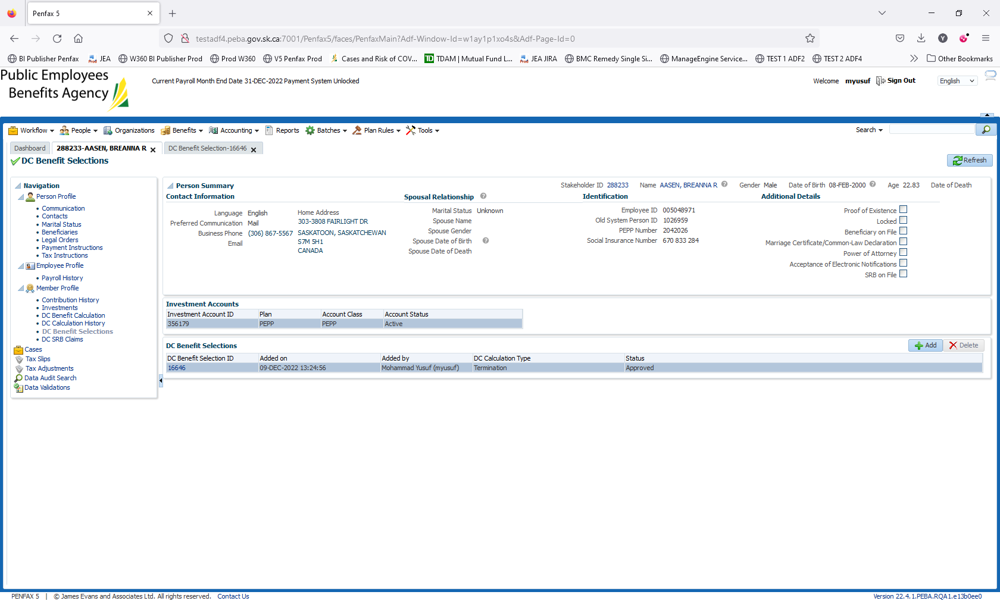 Penfax 5
testadf4.peba.gov.sk.ca:7001/Penfax5/faces/PenfaxMain?Adf-Window-Id=w1ay1p1xo4s&Adf-Page-Id=0
BI Publisher Penfax JEA W360 BI Publisher Prod Prod W360 V5 Penfax Prod Cases and Risk of COV... TDAM | Mutual Fund L... JEA JIRA BMC Remedy Single Si... ManageEngine Service... TEST 1 ADF2 TEST 2 ADF4 Other Bookmarks
Public Employees
Benefits Agency
Current Payroll Month End Date 31-DEC-2022 Payment System Unlocked
Welcome myusuf Sign Out English
Workflow People Organizations Benefits Accounting Reports Batches Plan Rules Tools Search
Dashboard 288233-AASEN, BREANNA R DC Benefit Selection-16646
DC Benefit Selections
Refresh
Navigation
Person Profile
Communication
Contacts
Marital Status
Beneficiaries
Legal Orders
Payment Instructions
Tax Instructions
Employee Profile
Payroll History
Member Profile
Contribution History
Investments
DC Benefit Calculation
DC Calculation History
DC Benefit Selections
DC SRB Claims
Cases
Tax Slips
Tax Adjustments
Data Audit Search
Data Validations
Person Summary
Stakeholder ID 288233 Name AASEN, BREANNA R Gender Male Date of Birth 08-FEB-2000 Age 22.83 Date of Death
Contact Information
Language English
Preferred Communication Mail
Business Phone (306) 867-5567
Email
Home Address
303-3808 FAIRLIGHT DR
SASKATOON, SASKATCHEWAN
S7M 5H1
CANADA
Spousal Relationship
Marital Status Unknown
Spouse Name
Spouse Gender
Spouse Date of Birth
Spouse Date of Death
Identification
Employee ID 005048971
Old System Person ID 1026959
PEPP Number 2042026
Social Insurance Number 670 833 284
Additional Details
Proof of Existence
Locked
Beneficiary on File
Marriage Certificate/Common-Law Declaration
Power of Attorney
Acceptance of Electronic Notifications
SRB on File
Investment Accounts
Investment Account ID Plan Account Class Account Status
356179 PEPP PEPP Active
DC Benefit Selections
Add Delete
DC Benefit Selection ID Added on Added by DC Calculation Type Status
16646 09-DEC-2022 13:24:56 Mohammad Yusuf (myusuf) Termination Approved
PENFAX 5 | © James Evans and Associates Ltd. All rights reserved. Contact Us
Version 22.4.1.PEBA.RQA1.e13b0ee0